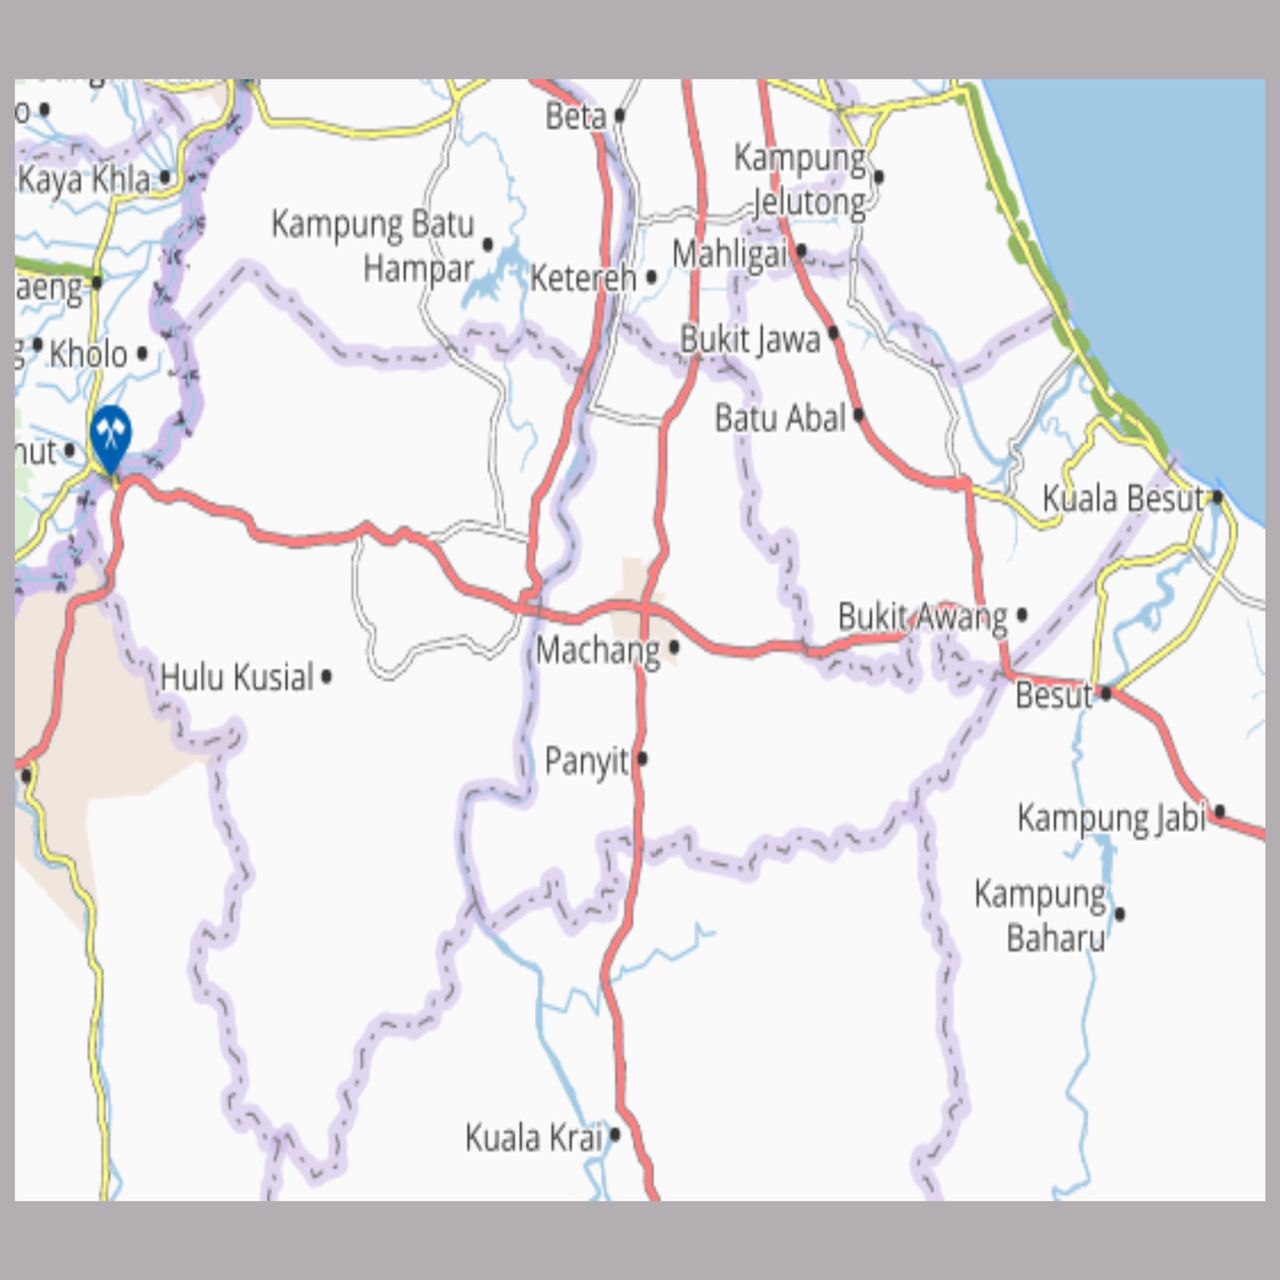 Beta
Kampung
Jelutong
Kaya Khla
Kampung Batu
Hampar
Ketereh
Mahligai
aeng
Kholo
Bukit Jawa
Batu Abal
Kuala Besut
Bukit Awang
Machang
Hulu Kusial
Besut
Panyit
Kampung Jabi
Kampung
Baharu
Kuala Krai